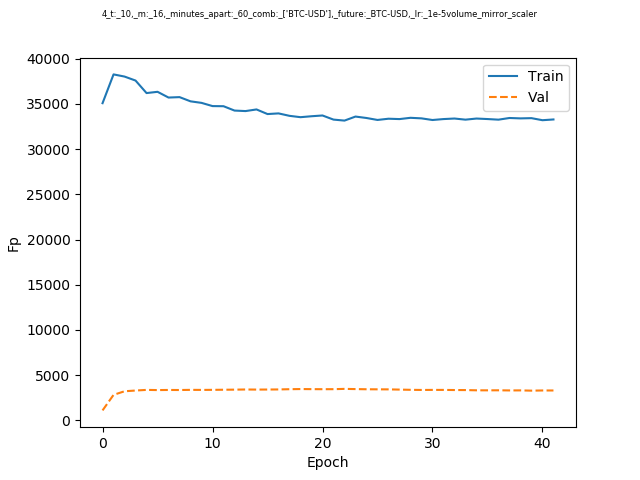 4_t:_10,_m:_16,_minutes_apart:_60_comb:_['BTC-USD'],_future:_BTC-USD,_lr:_1e-5volume_mirror_scaler
Train
Val
40000
35000
30000
25000
20000
15000
10000
5000
0
Fp
0 10 20 30 40
Epoch